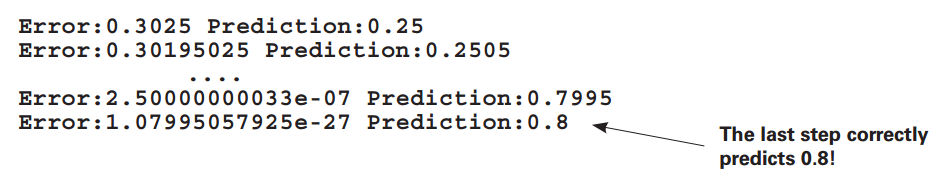 Error:0.3025 Prediction:0.25
Error:0.30195025 Prediction:0.2505
....
Error:2.50000000033e-07 Prediction:0.7995
Error:1.07995057925e-27 Prediction:0.8
The last step correctly
predicts 0.8!